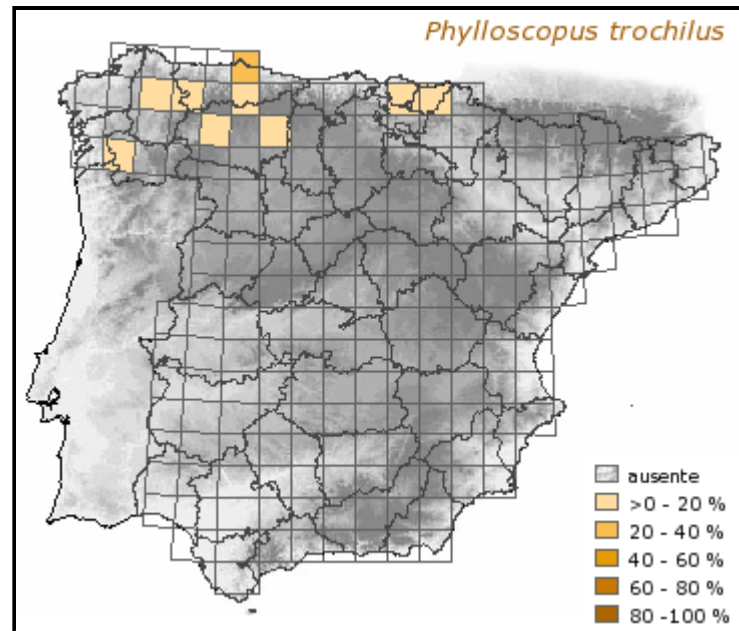 Phylloscopus trochilus
ausente
>0 - 20 %
20 - 40 %
40 - 60 %
60 - 80 %
80 -100 %